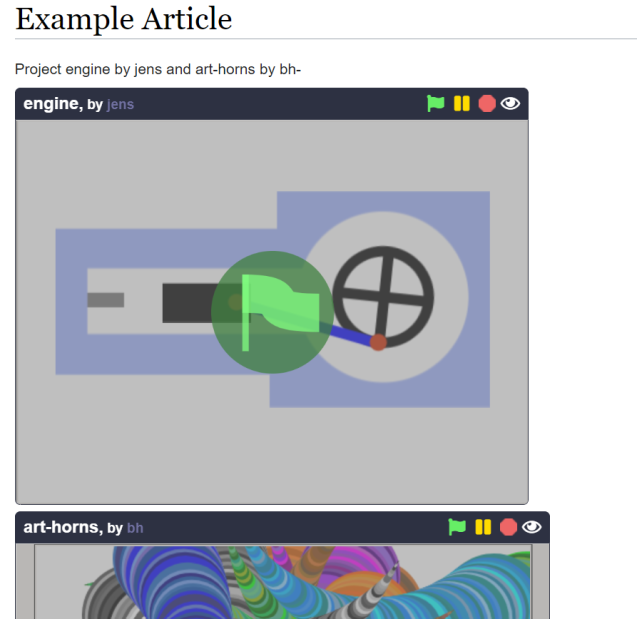 Example Article
Project engine by jens and art-horns by bh-
engine, by jens
art-horns, by bh